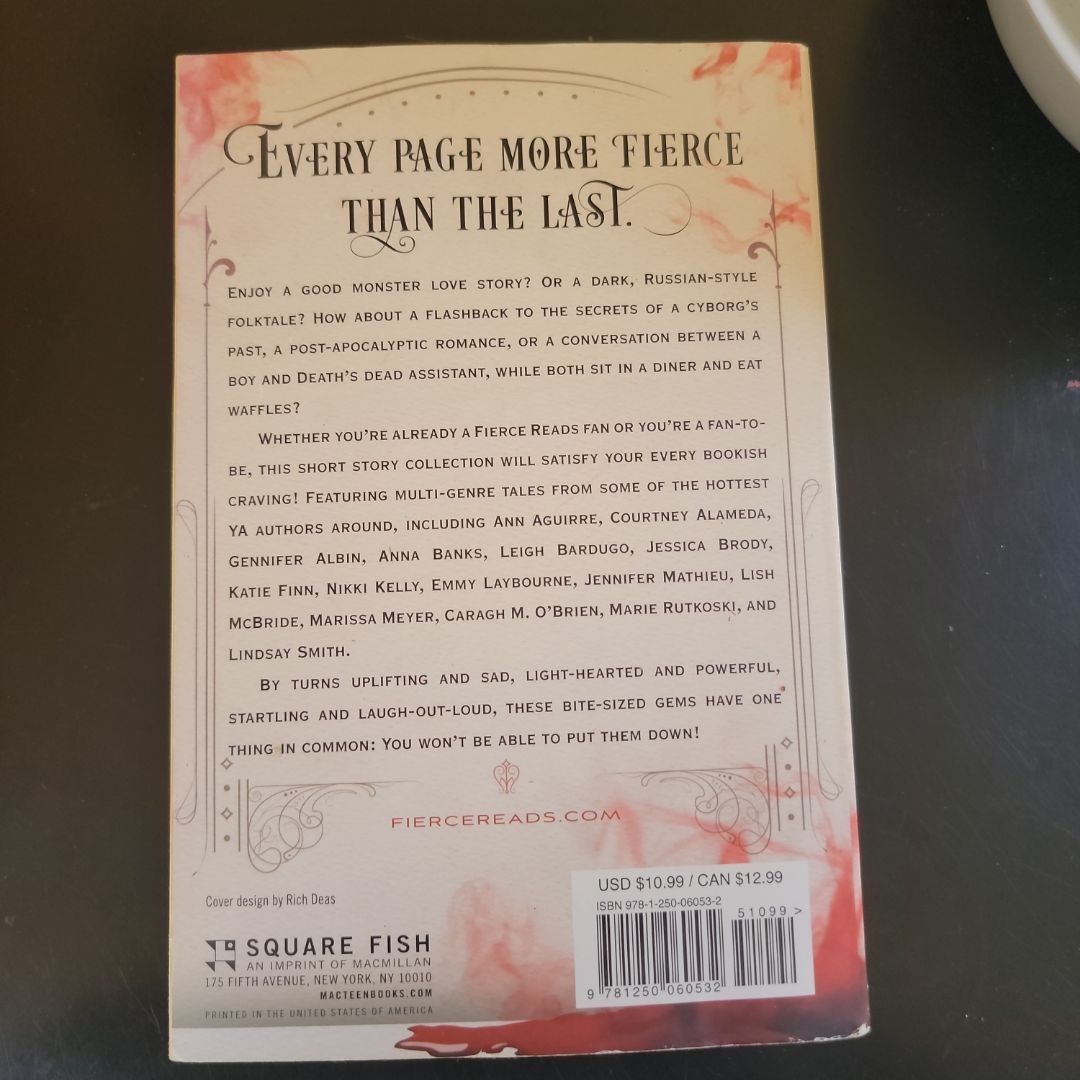 EVERY PAGE MORE FIERCE
THAN THE LAST.
ENJOY A GOOD MONSTER LOVE STORY? OR A DARK, RUSSIAN-STYLE
FOLKTALE? HOW ABOUT A FLASHBACK TO THE SECRETS OF A CYBORG'S
PAST, A POST-APOCALYPTIC ROMANCE, OR A CONVERSATION BETWEEN A
BOY AND DEATH'S DEAD ASSISTANT, WHILE BOTH SIT IN A DINER AND EAT
WAFFLES?
WHETHER YOU'RE ALREADY A FIERCE READS FAN OR YOU'RE A FAN-TO-
BE, THIS SHORT STORY COLLECTION WILL SATISFY YOUR EVERY BOOKISH
CRAVING! FEATURING MULTI-GENRE TALES FROM SOME OF THE HOTTEST
YA AUTHORS AROUND, INCLUDING ANN AGUIRRE, COURTNEY ALAMEDA,
GENNIFER ALBIN, ANNA BANKS, LEIGH BARDUGO, JESSICA BRODY,
KATIE FINN, NIKKI KELLY, EMMY LAYBOURNE, JENNIFER MATHIEU, LISH
MCBRIDE, MARISSA MEYER, CARAGH M. O'BRIEN, MARIE RUTKOSKI, AND
LINDSAY SMITH.
BY TURNS UPLIFTING AND SAD, LIGHT-HEARTED AND POWERFUL,
STARTLING AND LAUGH-OUT-LOUD, THESE BITE-SIZED GEMS HAVE ONE
THING IN COMMON: YOU WON'T BE ABLE TO PUT THEM DOWN!
FIERCEREADS.COM
Cover design by Rich Deas
SQUARE FISH
AN IMPRINT OF MACMILLAN
175 FIFTH AVENUE, NEW YORK, NY 10010
MACTEENBOOKS.COM
PRINTED IN THE UNITED STATES OF AMERICA
USD $10.99 / CAN $12.99
ISBN 978-1-250-06053-2
51099 >
9 781250 060532